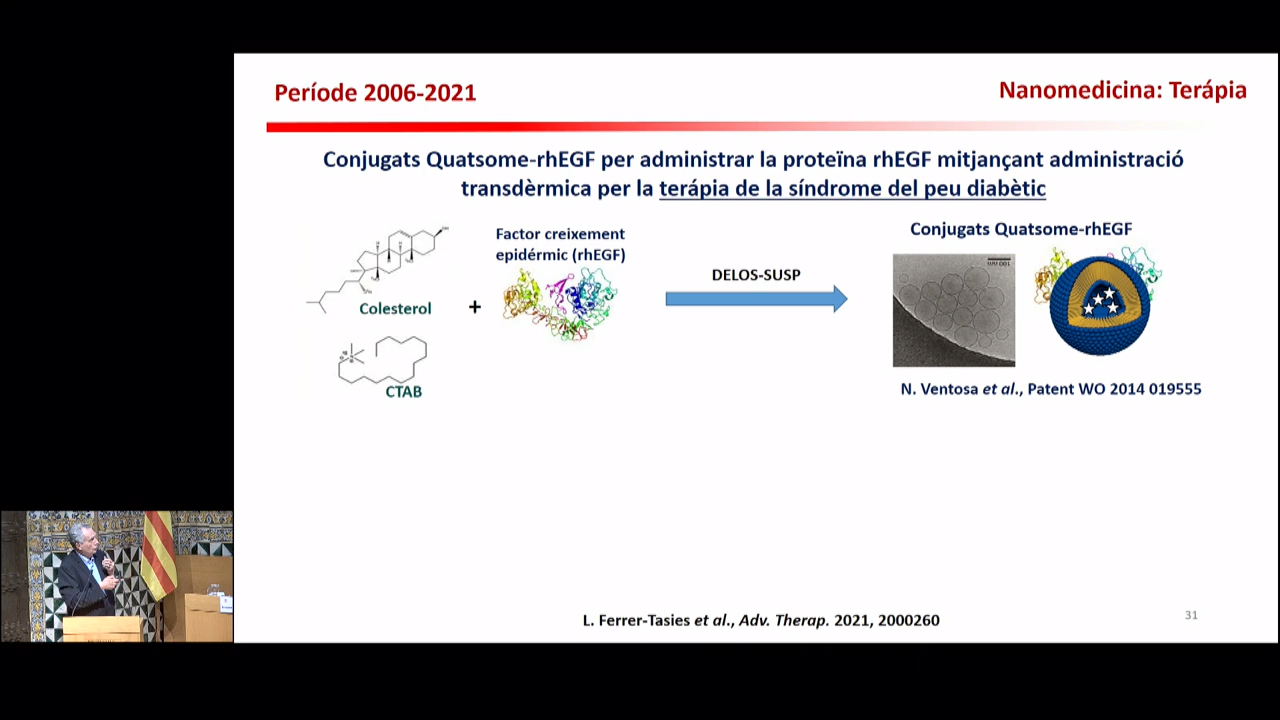 Període 2006-2021
Nanomedicina: Terápia
Conjugats Quatsome-rhEGF per administrar la proteïna rhEGF mitjançant administració
transdèrmica per la terápia de la síndrome del peu diabètic
Factor creixement
epidérmic (rhEGF)
Colesterol
+
CTAB
DELOS-SUSP
Conjugats Quatsome-rhEGF
N. Ventosa et al., Patent WO 2014 019555
L. Ferrer-Tasies et al., Adv. Therap. 2021, 2000260
31